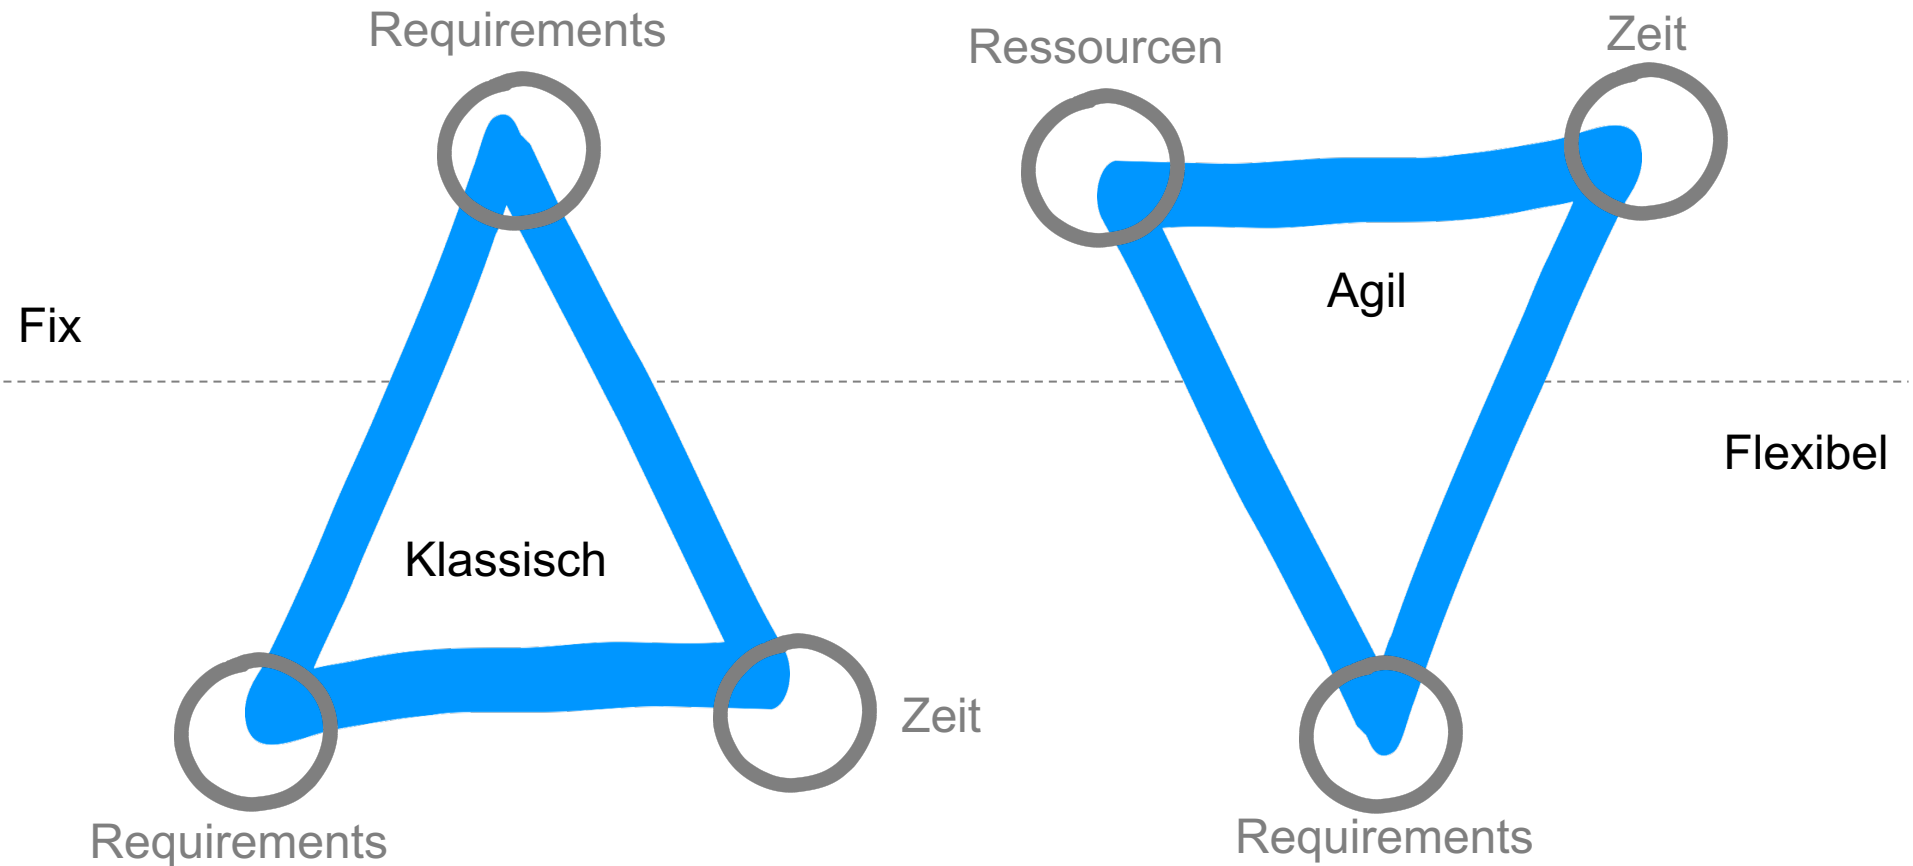 Requirements
Ressourcen
Zeit
Fix
Agil
Flexibel
Klassisch
Zeit
Requirements
Requirements